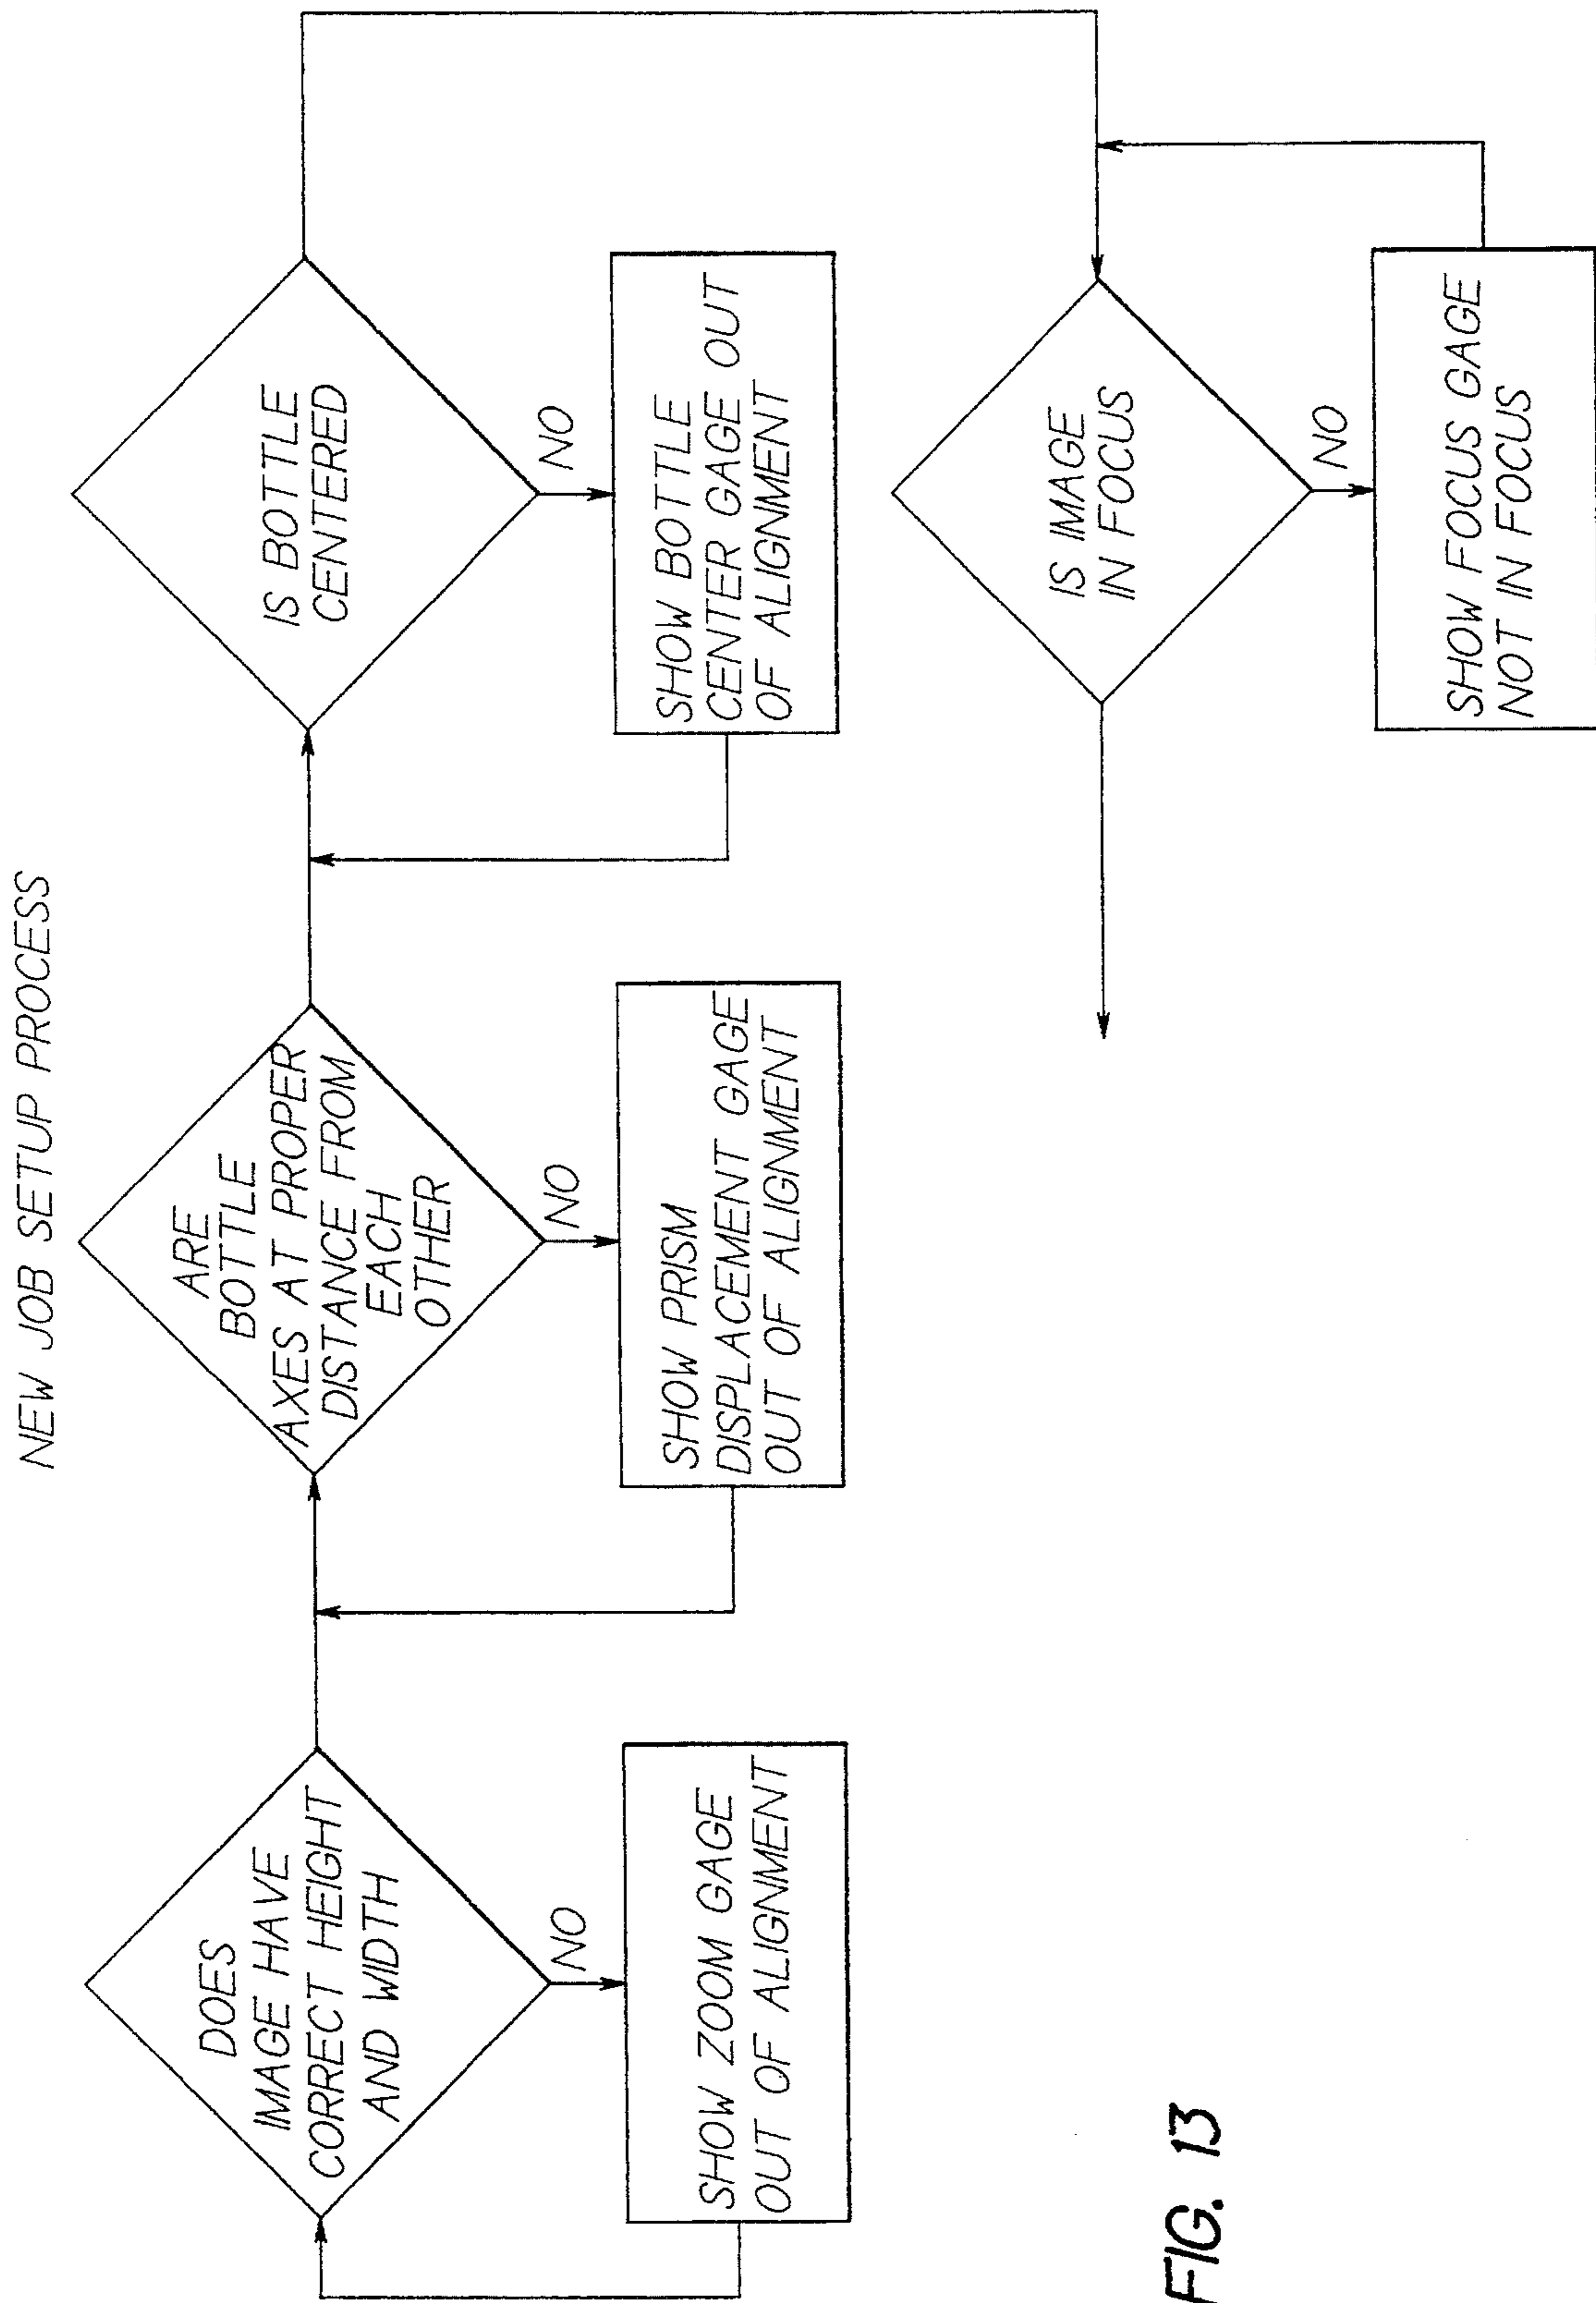 NEW JOB SETUP PROCESS
DOES
IMAGE HAVE
CORRECT HEIGHT
AND WIDTH
NO
SHOW ZOOM GAGE
OUT OF ALIGNMENT
ARE
BOTTLE
AXES AT PROPER
DISTANCE FROM
EACH
OTHER
NO
SHOW PRISM
DISPLACEMENT GAGE
OUT OF ALIGNMENT
IS BOTTLE
CENTERED
NO
SHOW BOTTLE
CENTER GAGE OUT
OF ALIGNMENT
IS IMAGE
IN FOCUS
NO
SHOW FOCUS GAGE
NOT IN FOCUS
FIG. 13